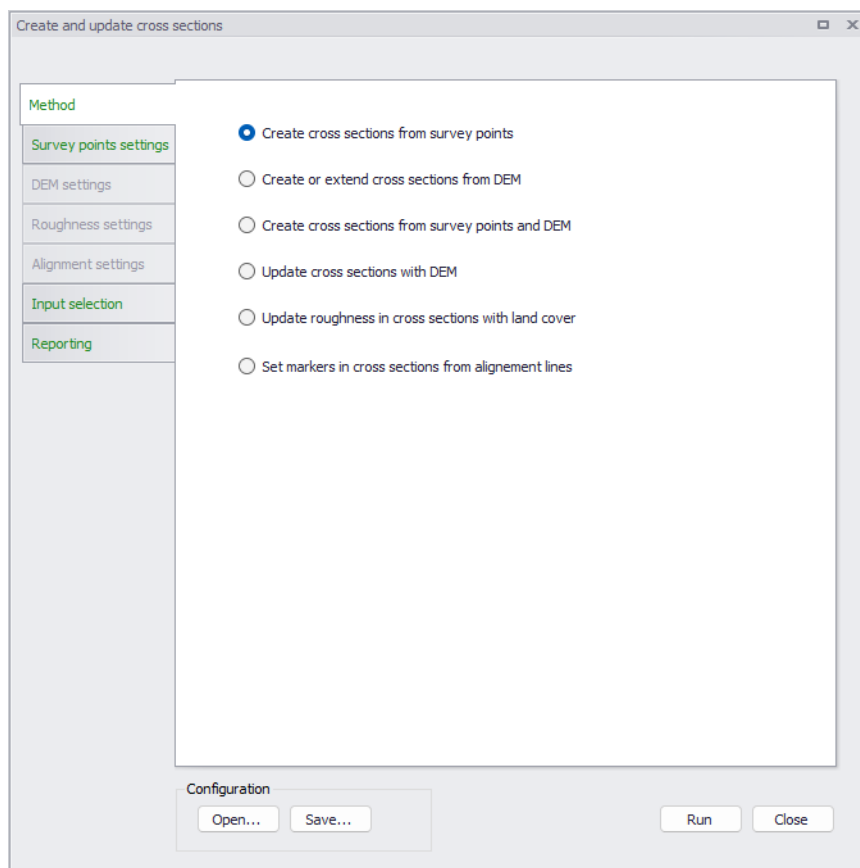 Create and update cross sections
Method
Survey points settings
DEM settings
Roughness settings
Alignment settings
Input selection
Reporting
Create cross sections from survey points
Create or extend cross sections from DEM
Create cross sections from survey points and DEM
Update cross sections with DEM
Update roughness in cross sections with land cover
Set markers in cross sections from alignement lines
Configuration
Open...
Save...
Run
Close